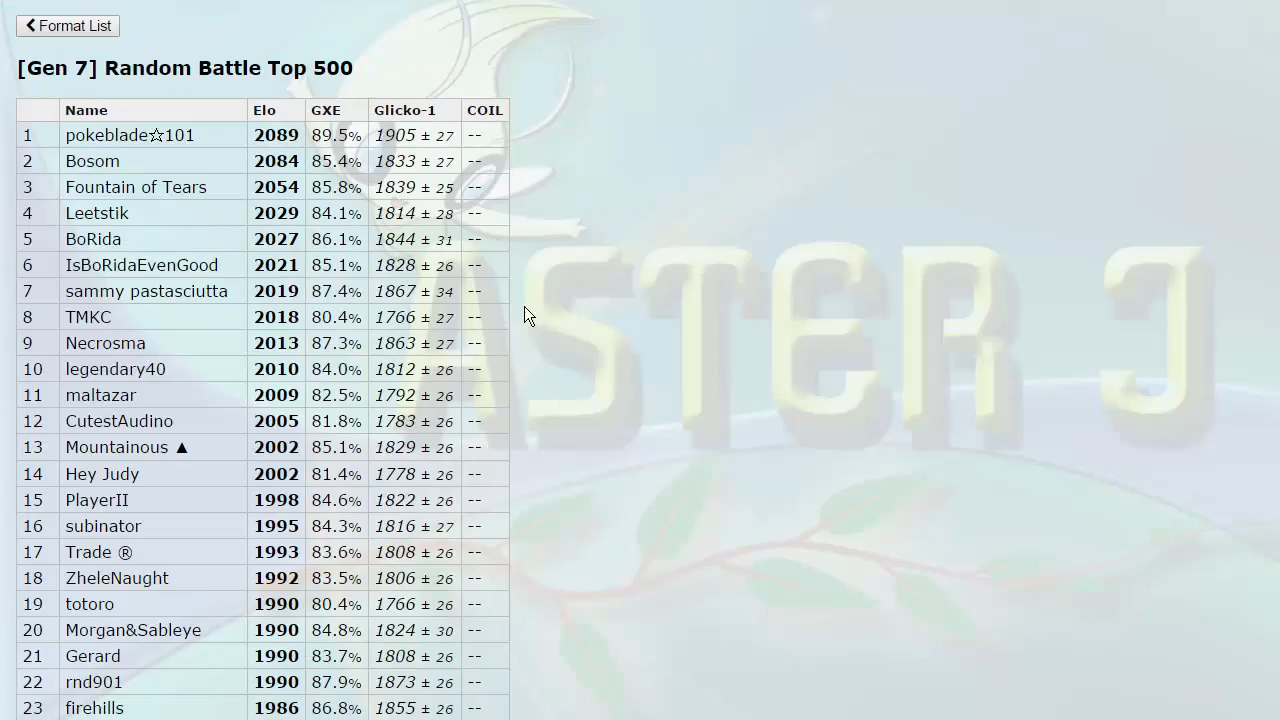 Format List
[Gen 7] Random Battle Top 500
Name Elo GXE Glicko-1 COIL
1 pokeblade☆101 2089 89.5% 1905 ± 27 --
2 Bosom 2084 85.4% 1833 ± 27 --
3 Fountain of Tears 2054 85.8% 1839 ± 25 --
4 Leetstik 2029 84.1% 1814 ± 28 --
5 BoRida 2027 86.1% 1844 ± 31 --
6 IsBoRidaEvenGood 2021 85.1% 1828 ± 26 --
7 sammy pastasciutta 2019 87.4% 1867 ± 34 --
8 TMKC 2018 80.4% 1766 ± 27 --
9 Necrosma 2013 87.3% 1863 ± 27 --
10 legendary40 2010 84.0% 1812 ± 26 --
11 maltazar 2009 82.5% 1792 ± 26 --
12 CutestAudino 2005 81.8% 1783 ± 26 --
13 Mountainous ▲ 2002 85.1% 1829 ± 26 --
14 Hey Judy 2002 81.4% 1778 ± 26 --
15 PlayerII 1998 84.6% 1822 ± 26 --
16 subinator 1995 84.3% 1816 ± 27 --
17 Trade ® 1993 83.6% 1808 ± 26 --
18 ZheleNaught 1992 83.5% 1806 ± 26 --
19 totoro 1990 80.4% 1766 ± 26 --
20 Morgan&Sableye 1990 84.8% 1824 ± 30 --
21 Gerard 1990 83.7% 1808 ± 26 --
22 rnd901 1990 87.9% 1873 ± 26 --
23 firehills 1986 86.8% 1855 ± 26 --
ASTER J